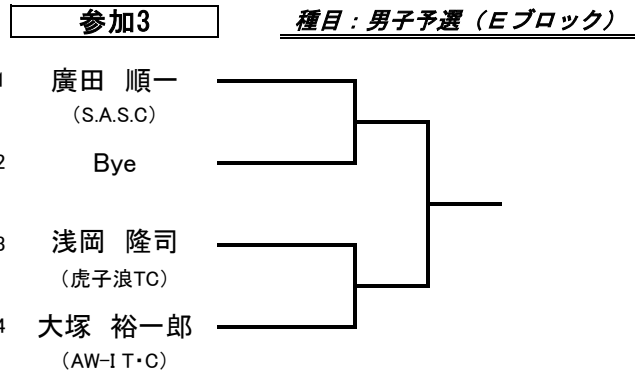 参加3
種目：男子予選（Ｅブロック）
1 廣田　順一
（S.A.S.C）
2 Bye
3 浅岡　隆司
（虎子浪TC）
4 大塚　裕一郎
（AW-I T・C）